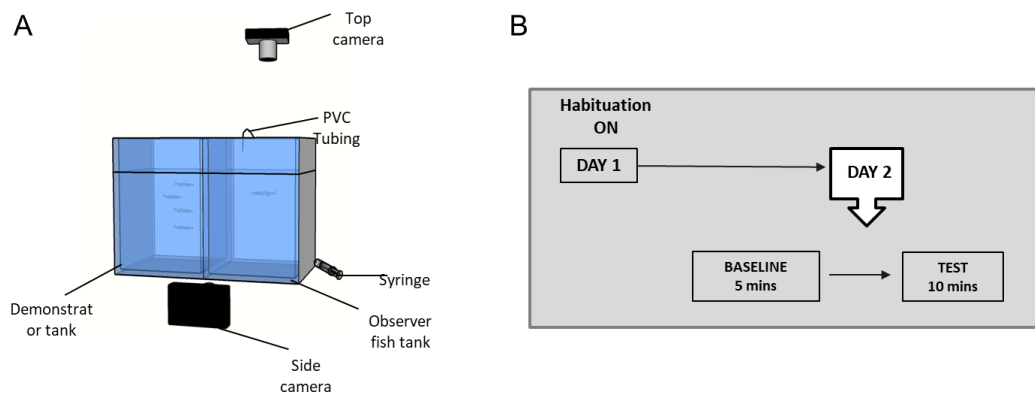 A
Top
camera
PVC
Tubing
Syringe
Observer
fish tank
Side
camera
Demonstrat
or tank
B
Habituation
ON
DAY 1
DAY 2
BASELINE
5 mins
TEST
10 mins